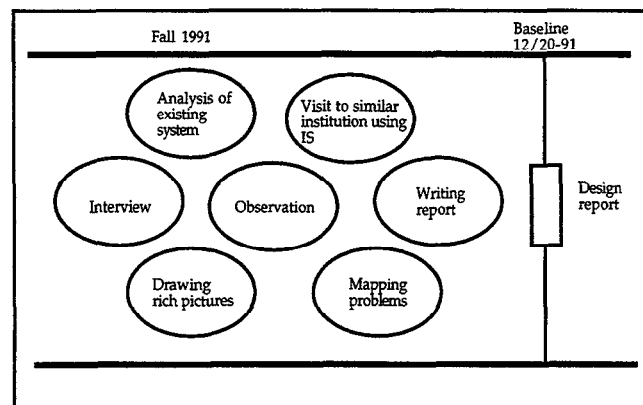 Fall 1991
Baseline
12/20-91
Analysis of
existing
system
Visit to similar
institution using
IS
Interview
Observation
Writing
report
Design
report
Drawing
rich pictures
Mapping
problems